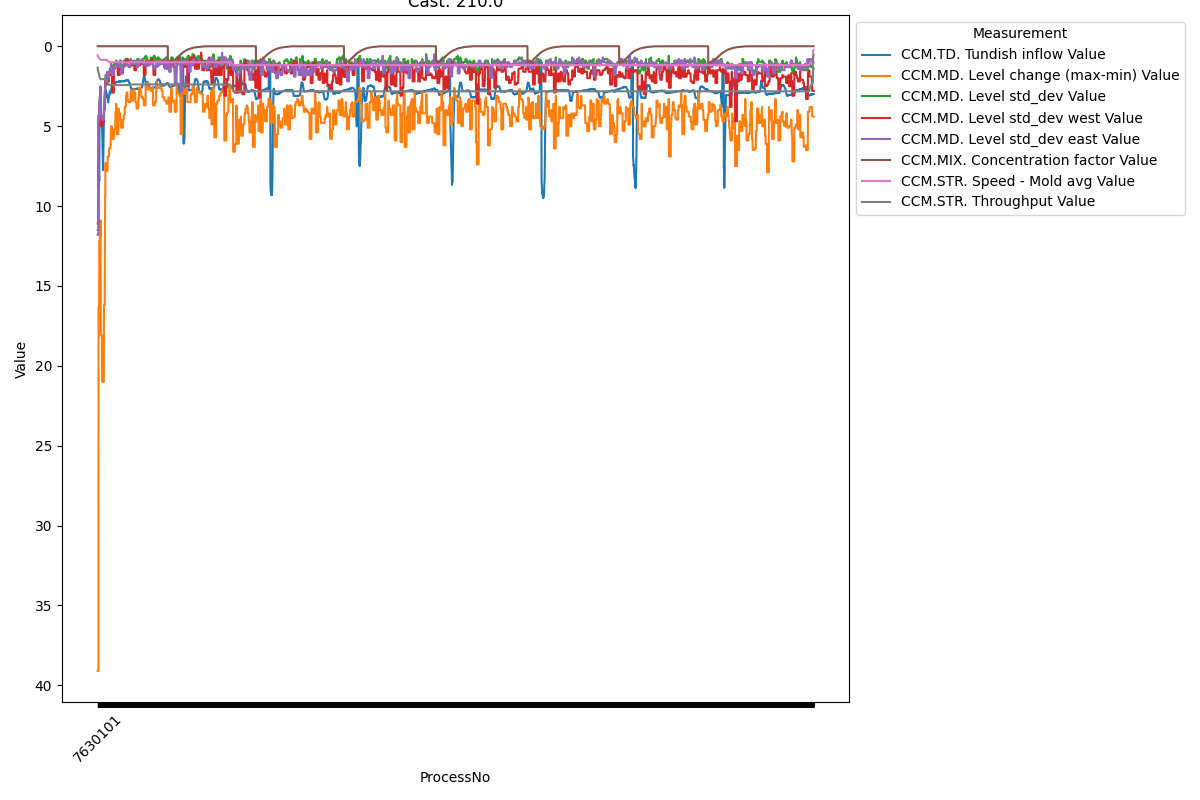 Cast: 210.0
Measurement
CCM.TD. Tundish inflow Value
CCM.MD. Level change (max-min) Value
CCM.MD. Level std_dev Value
CCM.MD. Level std_dev west Value
CCM.MD. Level std_dev east Value
CCM.MIX. Concentration factor Value
CCM.STR. Speed - Mold avg Value
CCM.STR. Throughput Value
0
5
10
15
20
25
30
35
40
Value
7630101
ProcessNo